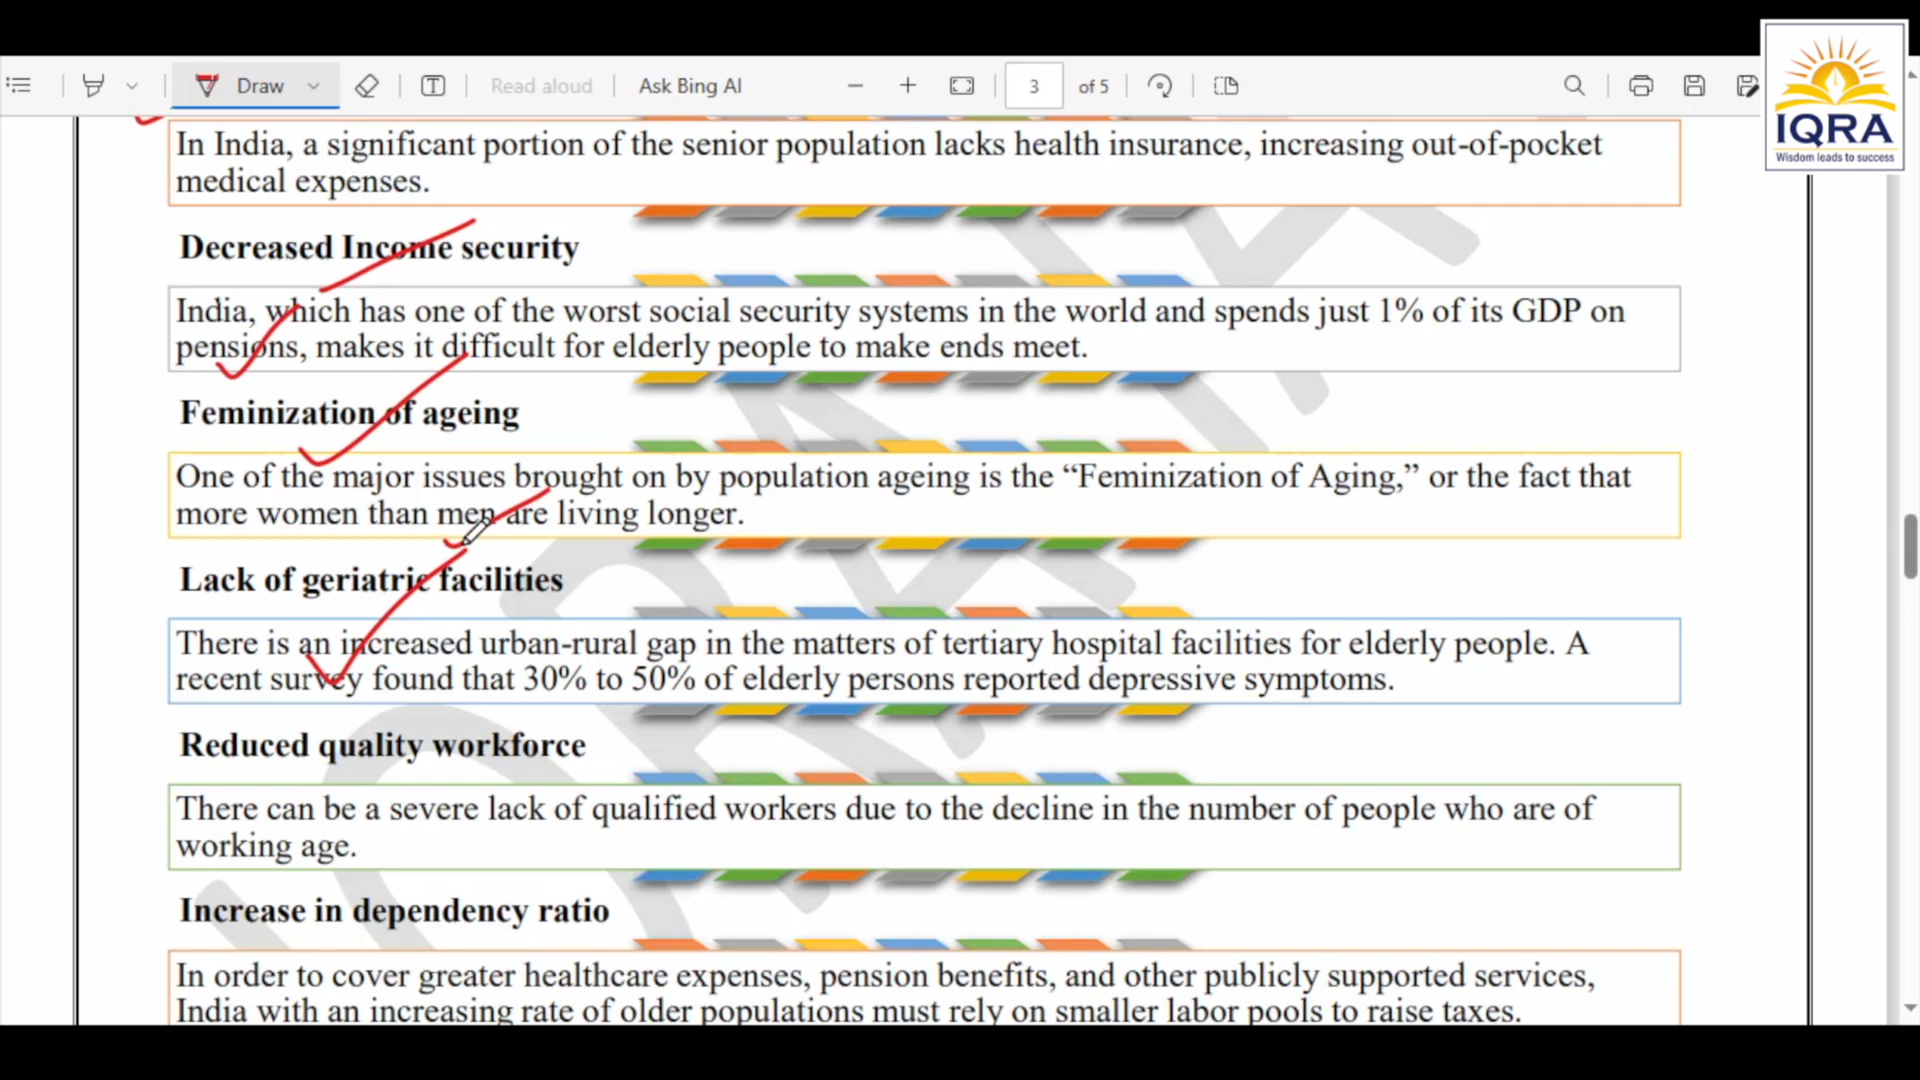 Draw
Read aloud
Ask Bing AI
3
of 5
IQRA
Wisdom leads to success
In India, a significant portion of the senior population lacks health insurance, increasing out-of-pocket
medical expenses.
Decreased Income security
India, which has one of the worst social security systems in the world and spends just 1% of its GDP on
pensions, makes it difficult for elderly people to make ends meet.
Feminization of ageing
One of the major issues brought on by population ageing is the “Feminization of Aging,” or the fact that
more women than men are living longer.
Lack of geriatric facilities
There is an increased urban-rural gap in the matters of tertiary hospital facilities for elderly people. A
recent survey found that 30% to 50% of elderly persons reported depressive symptoms.
Reduced quality workforce
There can be a severe lack of qualified workers due to the decline in the number of people who are of
working age.
Increase in dependency ratio
In order to cover greater healthcare expenses, pension benefits, and other publicly supported services,
India with an increasing rate of older populations must rely on smaller labor pools to raise taxes.